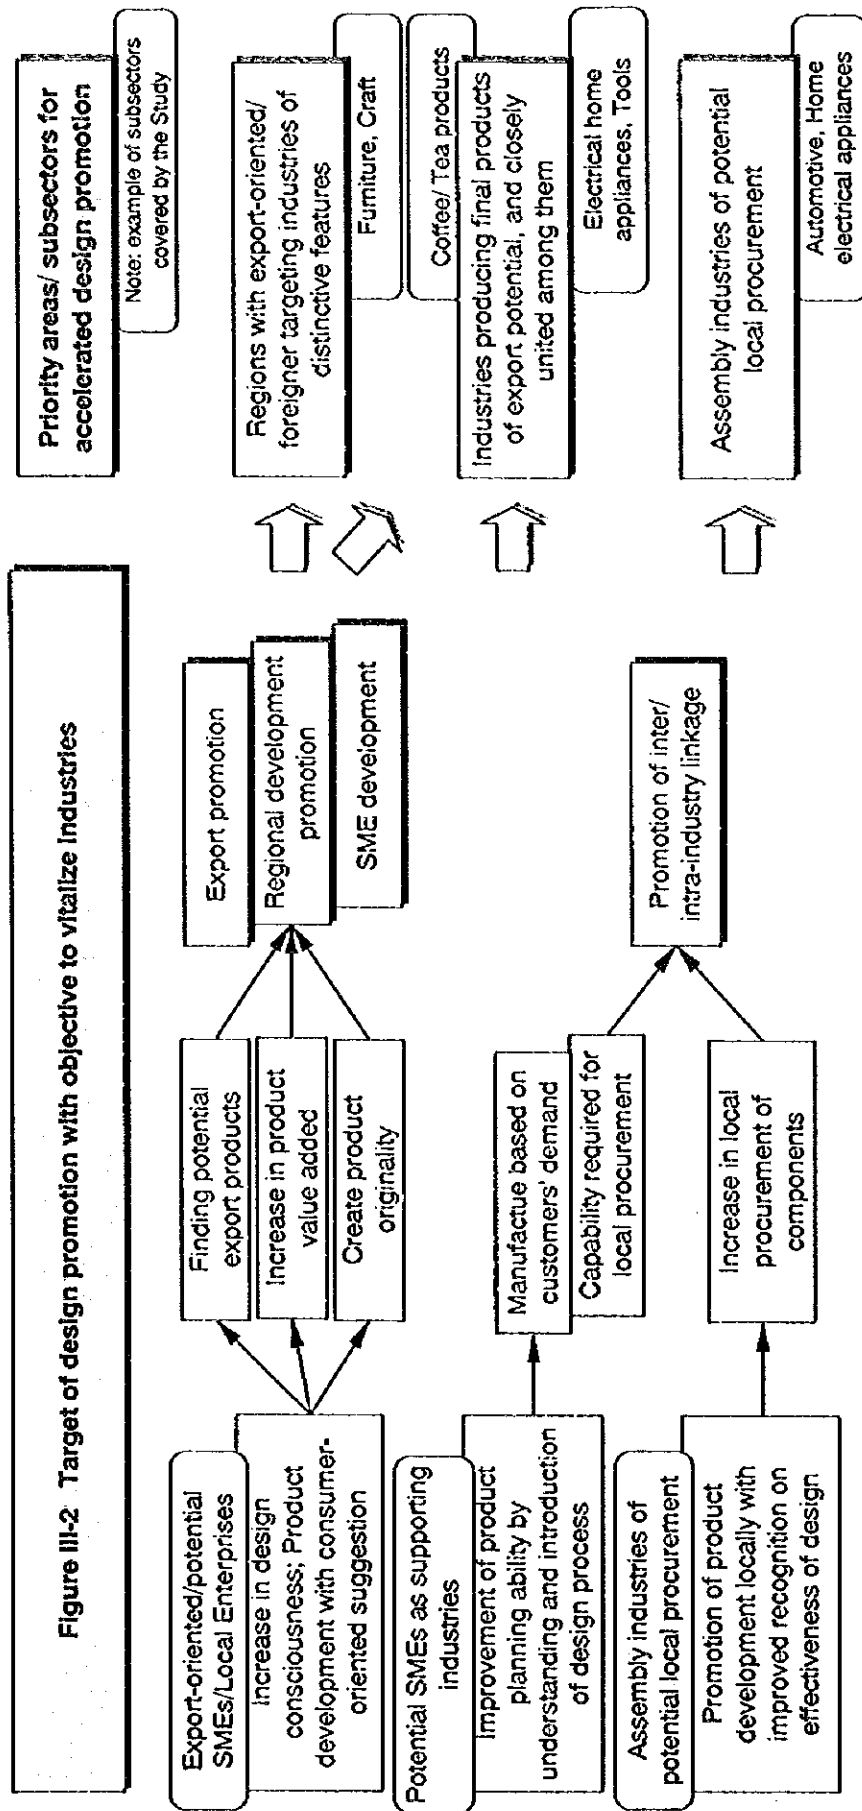 Figure III-2 Target of design promotion with objective to vitalize Industries
Export-oriented/potential
SMEs/Local Enterprises
Increase in design
consciousness; Product
development with consumer-
oriented suggestion
Potential SMEs as supporting
industries
Improvement of product
planning ability by
understanding and introduction
of design process
Assembly industries of
potential local procurement
Promotion of product
development locally with
improved recognition on
effectiveness of design
Finding potential
export products
Increase in product
value added
Create product
originality
Manufactue based on
customers' demand
Capability required for
local procurement
Increase in local
procurement of
components
Export promotion
Regional development
promotion
SME development
Promotion of inter/
intra-industry linkage
Priority areas/ subsectors for
accelerated design promotion
Note: example of subsectors
covered by the Study
Regions with export-oriented/
foreigner targeting industries of
distinctive features
Furniture, Craft
Coffee/ Tea products
Industries producing final products
of export potential, and closely
united among them
Electrical home
appliances, Tools
Assembly industries of potential
local procurement
Automotive, Home
electrical appliances